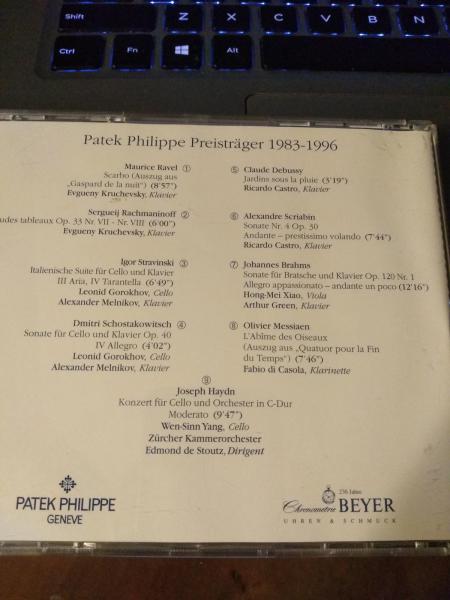 Shift
Z
X
C
V
B
N
Ctrl
Fn
Alt
Patek Philippe Preisträger 1983-1996
Maurice Ravel ①
Scarbo (Auszug aus
„Gaspard de la nuit") (8'57")
Evgueny Kruchevsky, Klavier
Sergueij Rachmaninoff ②
udes tableaux Op. 33 Nr VII - Nr. VIII (6'00")
Evgueny Kruchevsky, Klavier
Igor Stravinski ③
Italienische Suite für Cello und Klavier
III Aria, IV Tarantella (6'49")
Leonid Gorokhov, Cello
Alexander Melnikov, Klavier
Dmitri Schostakowitsch ④
Sonate für Cello und Klavier Op. 40
IV Allegro (4'02")
Leonid Gorokhov, Cello
Alexander Melnikov, Klavier
⑤ Claude Debussy
Jardins sous la pluie (3'19")
Ricardo Castro, Klavier
⑥ Alexandre Scriabin
Sonate Nr. 4 Op. 30
Andante – prestissimo volando (7'44")
Ricardo Castro, Klavier
⑦ Johannes Brahms
Sonate für Bratsche und Klavier Op. 120 Nr. 1
Allegro appassionato – andante un poco (12'16")
Hong-Mei Xiao, Viola
Arthur Green, Klavier
⑧ Olivier Messiaen
L'Abîme des Oiseaux
(Auszug aus „Quatuor pour la Fin
du Temps") (7'46")
Fabio di Casola, Klarinette
⑨
Joseph Haydn
Konzert für Cello und Orchester in C-Dur
Moderato (9'47")
Wen-Sinn Yang, Cello
Zürcher Kammerorchester
Edmond de Stoutz, Dirigent
PATEK PHILIPPE
GENEVE
236 Jahre
Chronometrie BEYER
UHREN & SCHMUCK